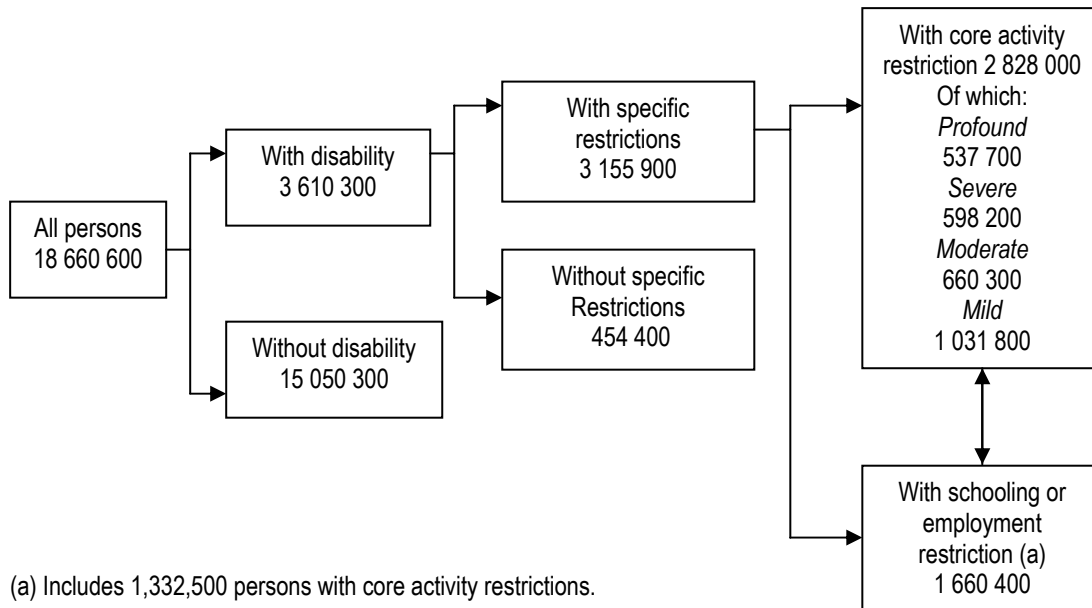 All persons
18 660 600
With disability
3 610 300
Without disability
15 050 300
With specific
restrictions
3 155 900
Without specific
Restrictions
454 400
With core activity
restriction 2 828 000
Of which:
Profound
537 700
Severe
598 200
Moderate
660 300
Mild
1 031 800
With schooling or
employment
restriction (a)
1 660 400
(a) Includes 1,332,500 persons with core activity restrictions.